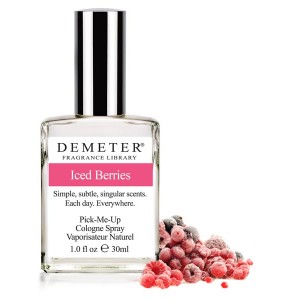 DEMETER®
FRAGRANCE LIBRARY
Iced Berries
Simple, subtle, singular scents.
Each day. Everywhere.
Pick-Me-Up
Cologne Spray
Vaporisateur Naturel
1.0 fl oz ℮ 30ml